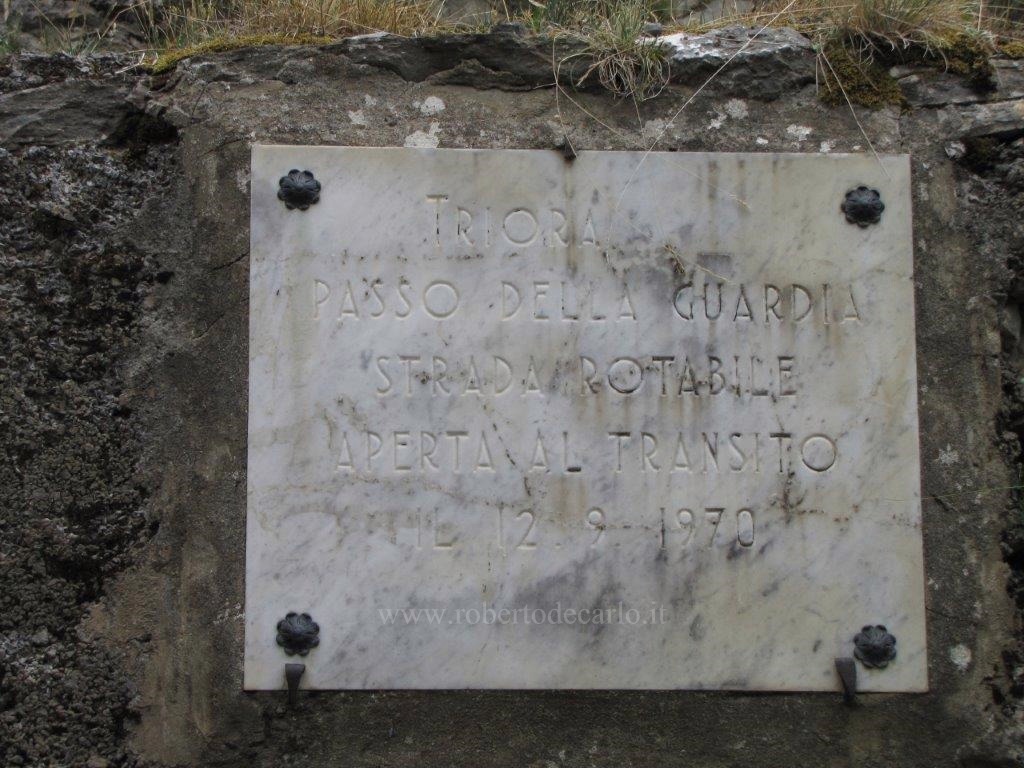 TRIORA
PASSO DELLA GUARDIA
STRADA ROTABILE
APERTA AL TRANSITO
IL 12.9.1970
www.robertodecarlo.it